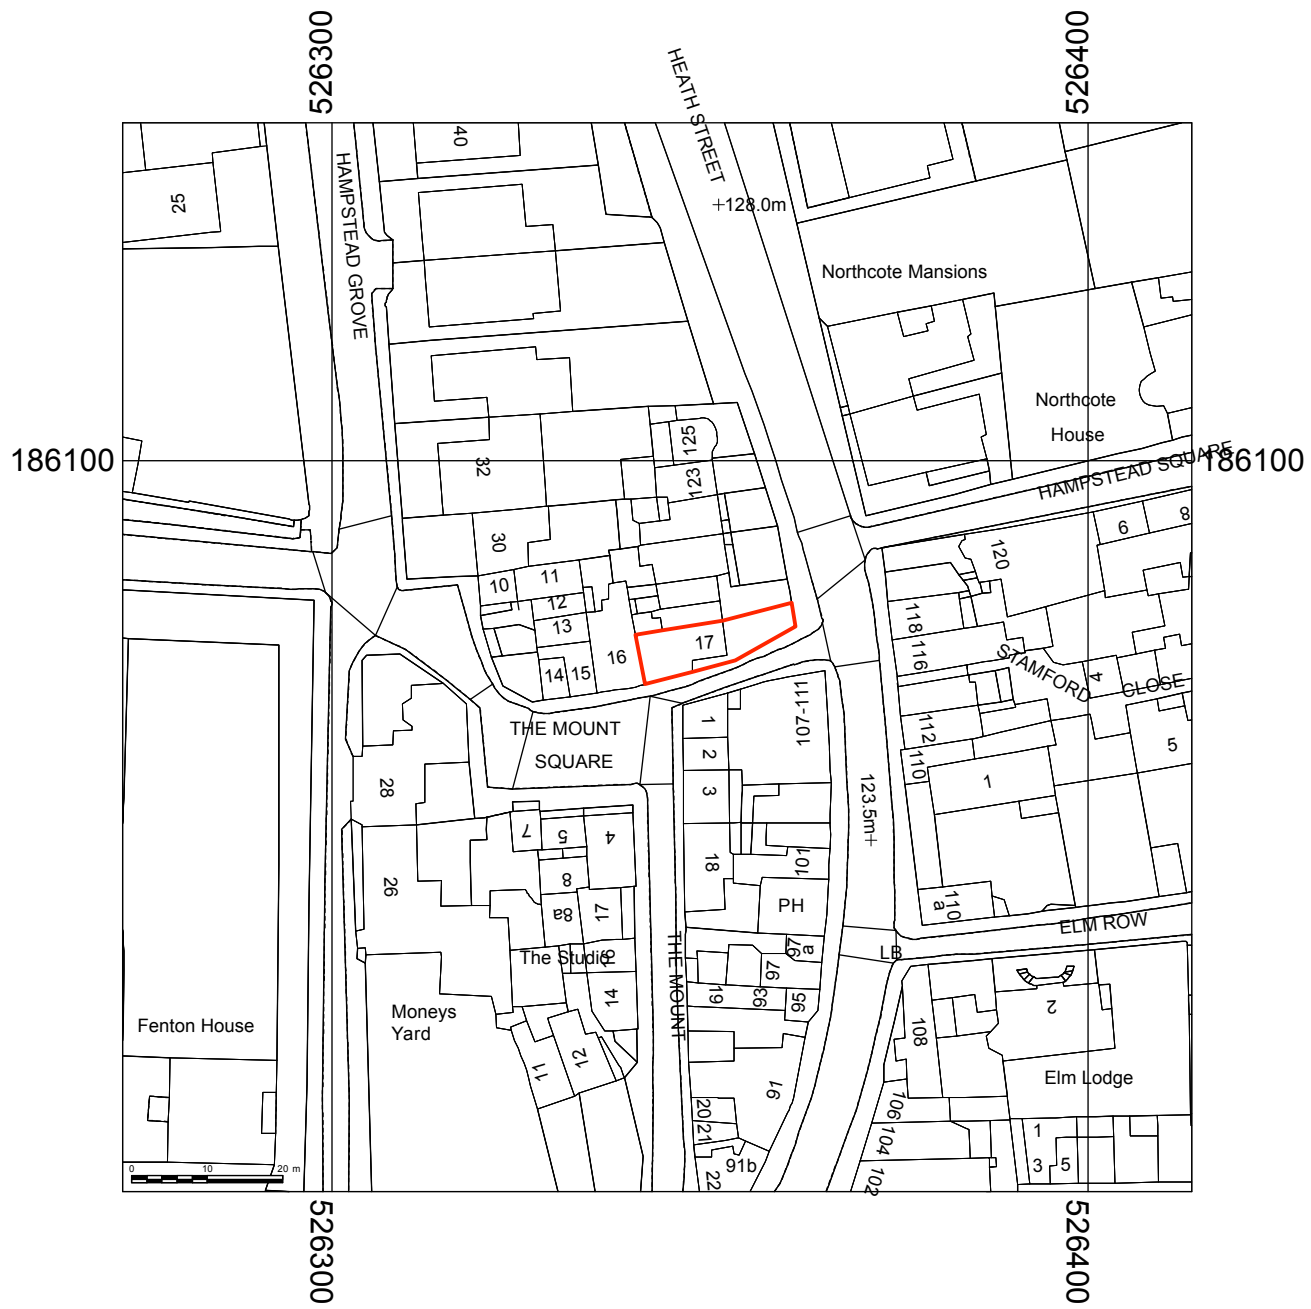 526300
526400
HEATH STREET
40
HAMPSTEAD GROVE
25
+128.0m
Northcote Mansions
Northcote
House
125
186100
32
123
HAMPSTEAD SQUARE
186100
6
8
30
120
10
11
12
13
118
17
16
116
STAMFORD
14
15
4
CLOSE
107-111
1
THE MOUNT
SQUARE
112
2
5
110
28
3
1
123.5m+
7
5
4
101
18
8
26
110
a
PH
8a
17
ELM ROW
97
a
LB
The Studio
16
THE MOUNT
97
14
19
93
95
2
Moneys
Yard
Fenton House
108
12
11
Elm Lodge
91
106
20
21
104
1
91b
3
5
22
102
0
10
20 m
526300
526400